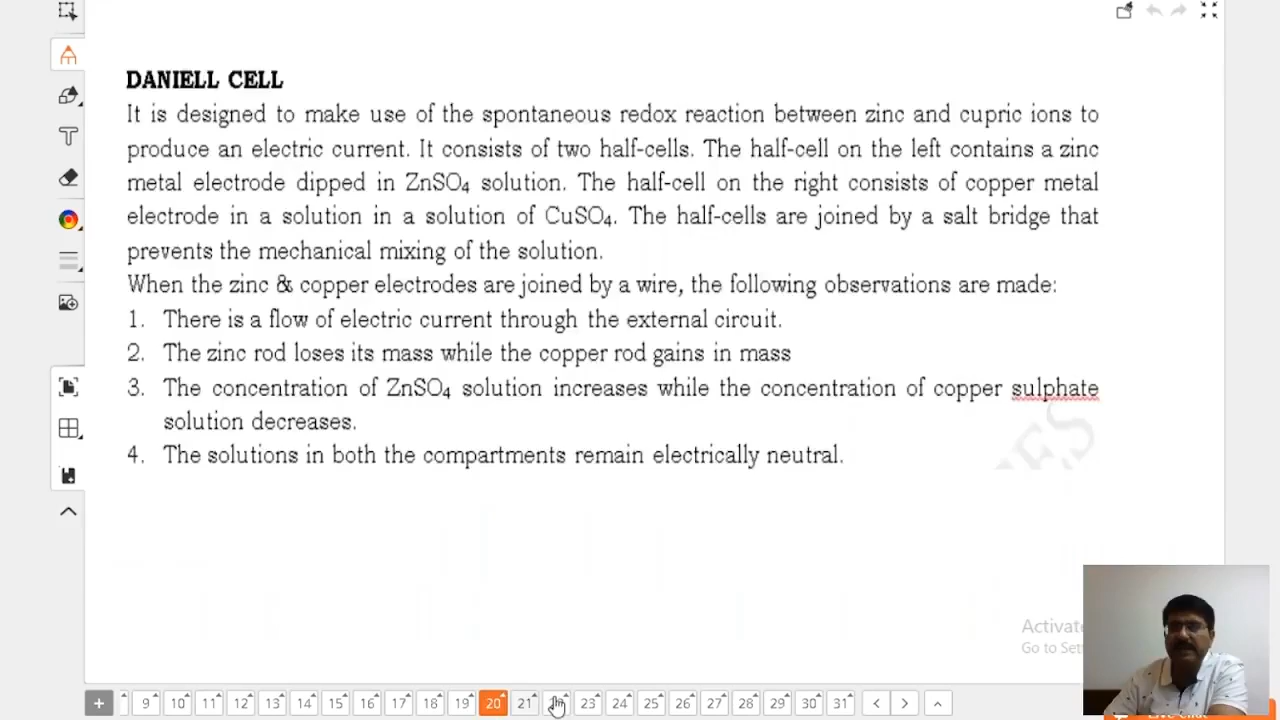 DANIELL CELL
It is designed to make use of the spontaneous redox reaction between zinc and cupric ions to
produce an electric current. It consists of two half-cells. The half-cell on the left contains a zinc
metal electrode dipped in ZnSO₄ solution. The half-cell on the right consists of copper metal
electrode in a solution in a solution of CuSO₄. The half-cells are joined by a salt bridge that
prevents the mechanical mixing of the solution.
When the zinc & copper electrodes are joined by a wire, the following observations are made:
1. There is a flow of electric current through the external circuit.
2. The zinc rod loses its mass while the copper rod gains in mass
3. The concentration of ZnSO₄ solution increases while the concentration of copper sulphate
solution decreases.
4. The solutions in both the compartments remain electrically neutral.
Activate
Go to Set
9 10 11 12 13 14 15 16 17 18 19 20 21 23 24 25 26 27 28 29 30 31